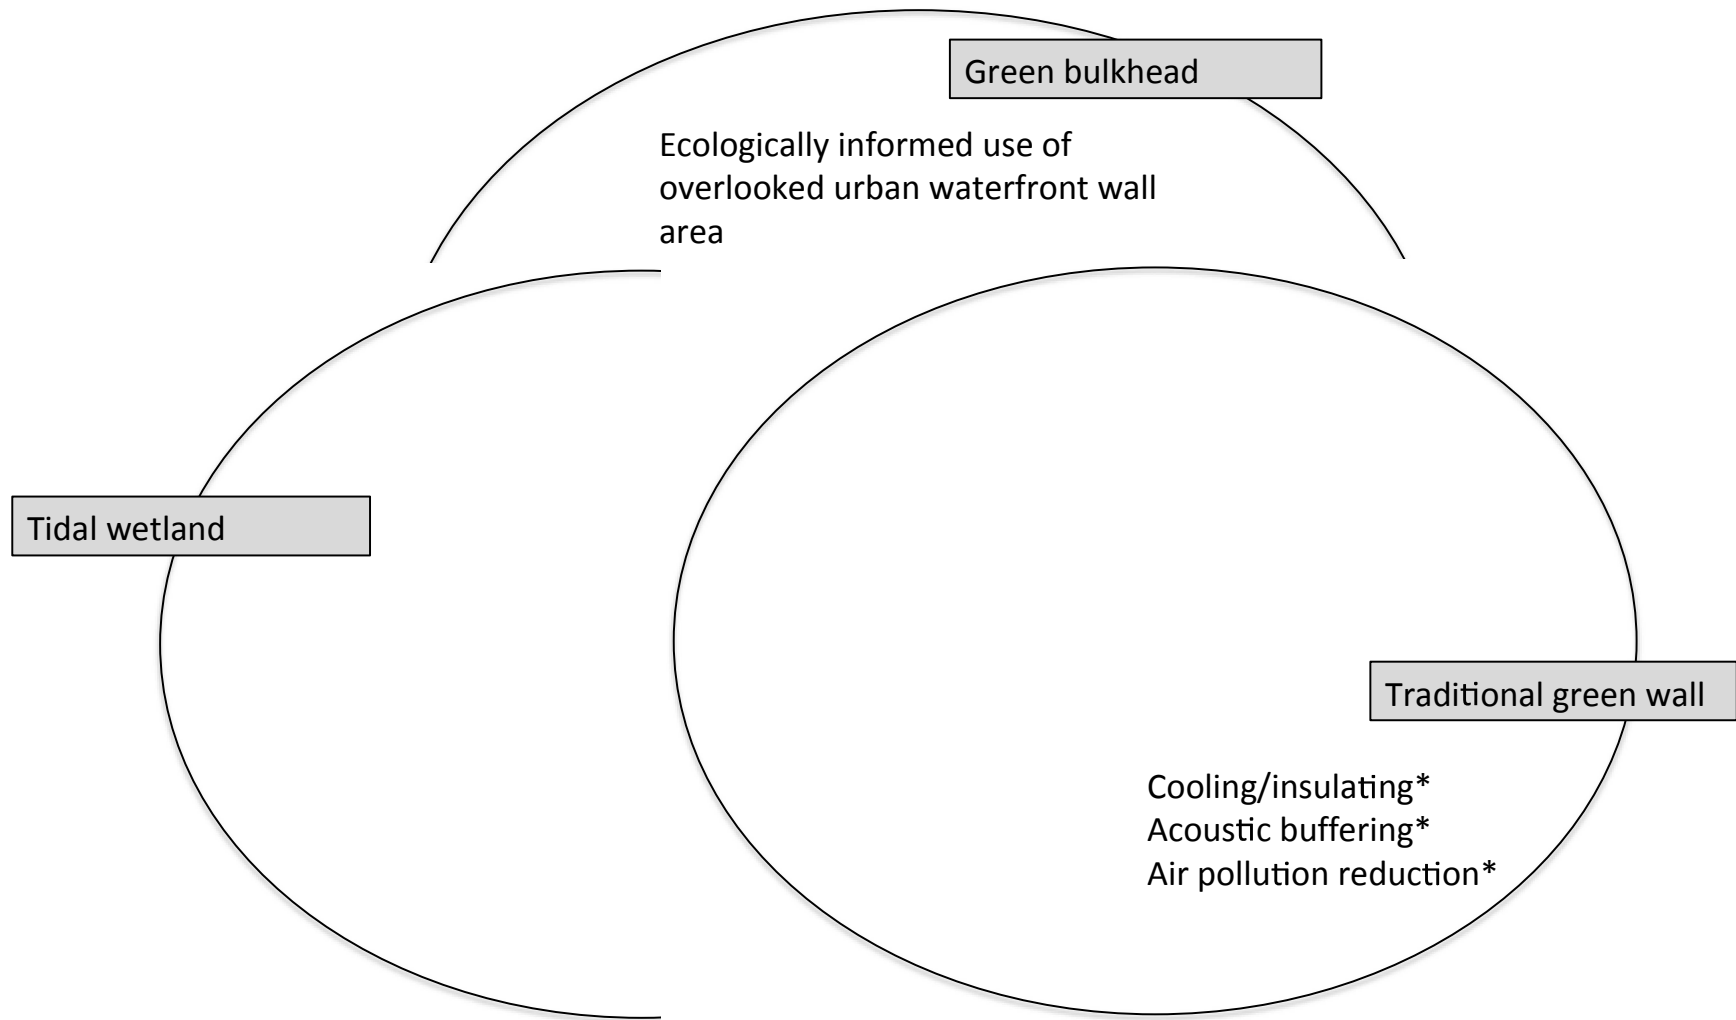 Green bulkhead
Ecologically informed use of
overlooked urban waterfront wall
area
Tidal wetland
Traditional green wall
Cooling/insulating*
Acoustic buffering*
Air pollution reduction*